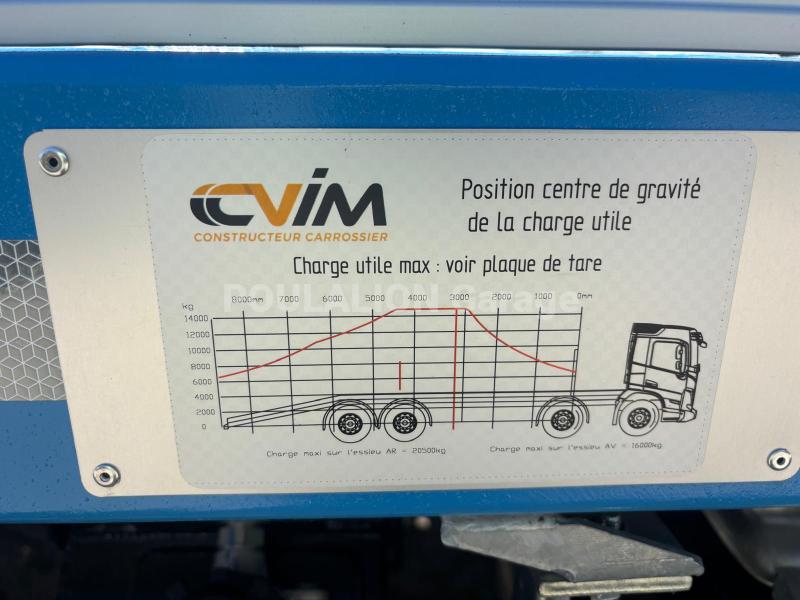 CVIM
CONSTRUCTEUR CARROSSIER
Position centre de gravité
de la charge utile
Charge utile max : voir plaque de tare
POULALION Garage
kg 8000mm 7000 6000 5000 4000 3000 2000 1000 0mm
14000
12000
10000
8000
6000
4000
2000
0
Charge maxi sur l'essieu AR = 20500kg
Charge maxi sur l'essieu AV = 16000kg